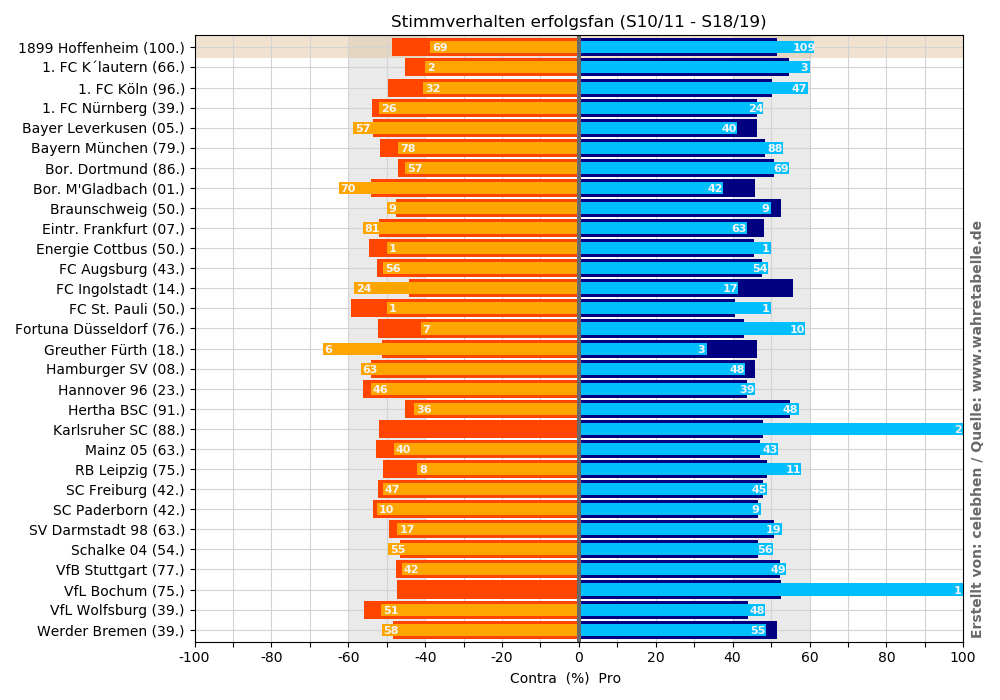 Stimmverhalten erfolgsfan (S10/11 - S18/19)
1899 Hoffenheim (100.) 69 109
1. FC K´lautern (66.) 2 3
1. FC Köln (96.) 32 47
1. FC Nürnberg (39.) 26 24
Bayer Leverkusen (05.) 57 40
Bayern München (79.) 78 88
Bor. Dortmund (86.) 57 69
Bor. M'Gladbach (01.) 70 42
Braunschweig (50.) 9 9
Eintr. Frankfurt (07.) 81 63
Energie Cottbus (50.) 1 1
FC Augsburg (43.) 56 54
FC Ingolstadt (14.) 24 17
FC St. Pauli (50.) 1 1
Fortuna Düsseldorf (76.) 7 10
Greuther Fürth (18.) 6 3
Hamburger SV (08.) 63 48
Hannover 96 (23.) 46 39
Hertha BSC (91.) 36 48
Karlsruher SC (88.) 2
Mainz 05 (63.) 40 43
RB Leipzig (75.) 8 11
SC Freiburg (42.) 47 45
SC Paderborn (42.) 10 9
SV Darmstadt 98 (63.) 17 19
Schalke 04 (54.) 55 56
VfB Stuttgart (77.) 42 49
VfL Bochum (75.) 1
VfL Wolfsburg (39.) 51 48
Werder Bremen (39.) 58 55
-100 -80 -60 -40 -20 0 20 40 60 80 100
Contra (%) Pro
Erstellt von: celebhen / Quelle: www.wahretabelle.de